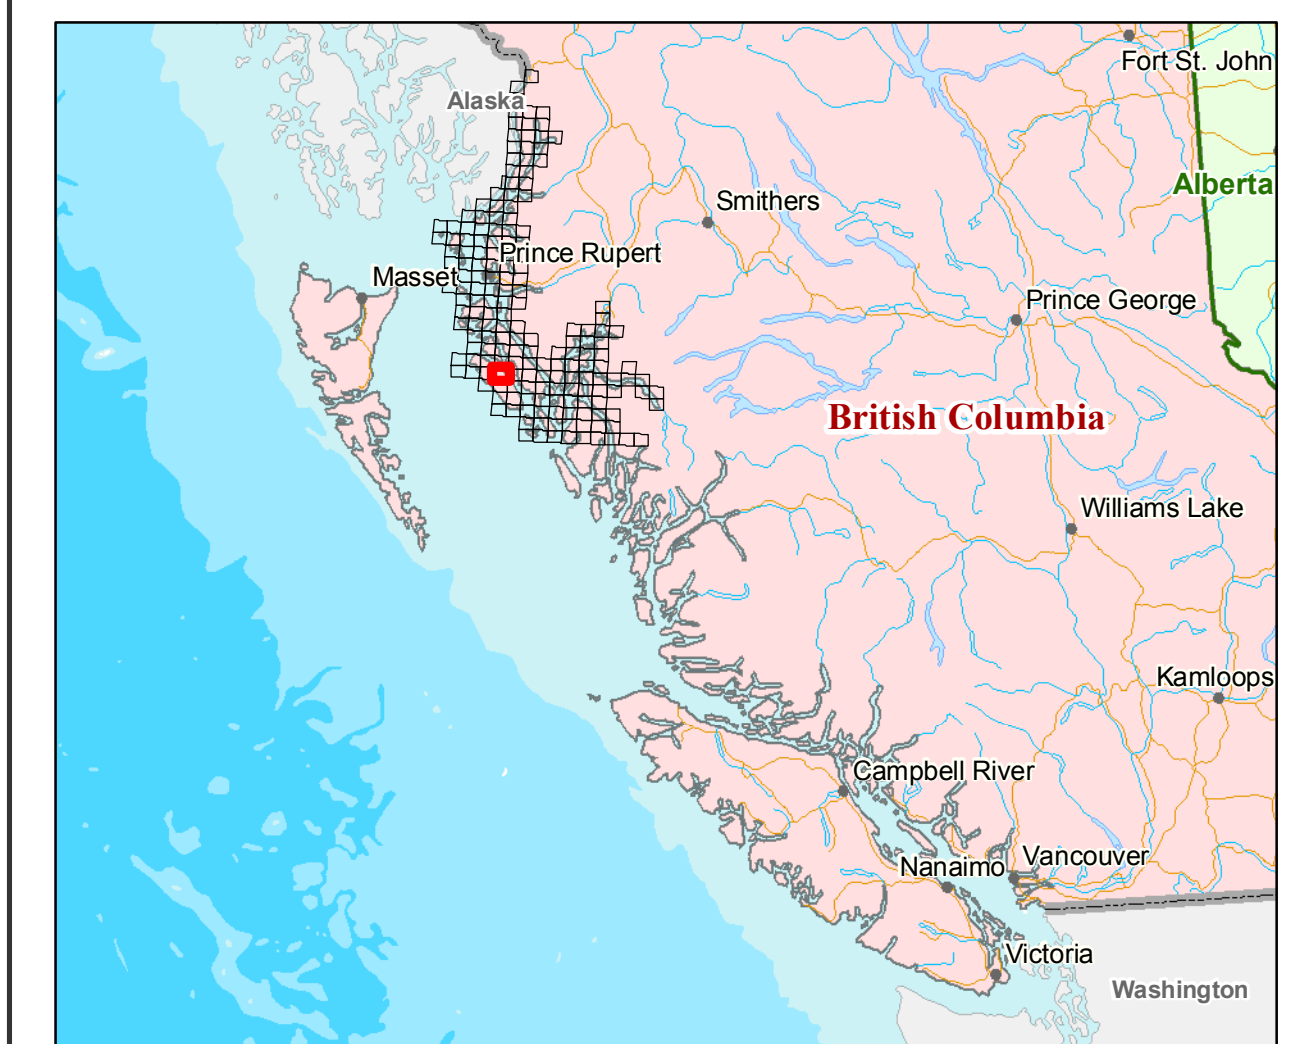 Fort St. John
Alaska
Alberta
Smithers
Prince Rupert
Masset
Prince George
British Columbia
Williams Lake
Kamloops
Campbell River
Vancouver
Nanaimo
Victoria
Washington